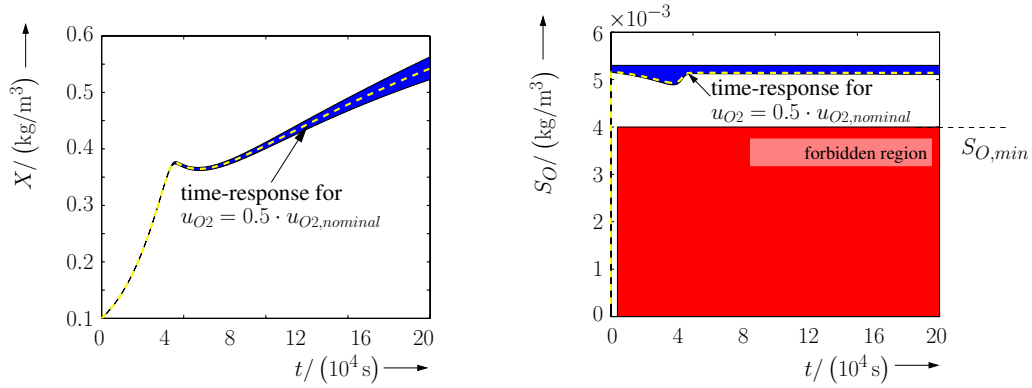 0.6
0.5
0.4
0.3
0.2
0.1
X/ (kg/m³)
time-response for
u_{O2} = 0.5 · u_{O2,nominal}
0 4 8 12 16 20
t/ (10⁴ s)
×10⁻³
6
5
4
3
2
1
0
S_O/ (kg/m³)
time-response for
u_{O2} = 0.5 · u_{O2,nominal}
forbidden region
S_{O,min}
0 4 8 12 16 20
t/ (10⁴ s)